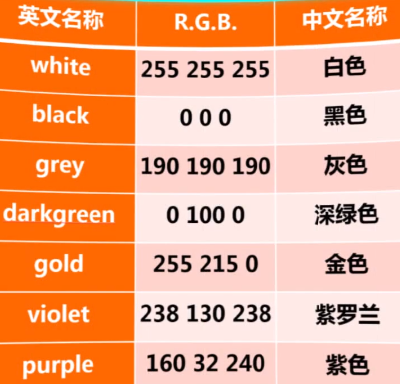 英文名称 R.G.B. 中文名称
white 255 255 255 白色
black 0 0 0 黑色
grey 190 190 190 灰色
darkgreen 0 100 0 深绿色
gold 255 215 0 金色
violet 238 130 238 紫罗兰
purple 160 32 240 紫色